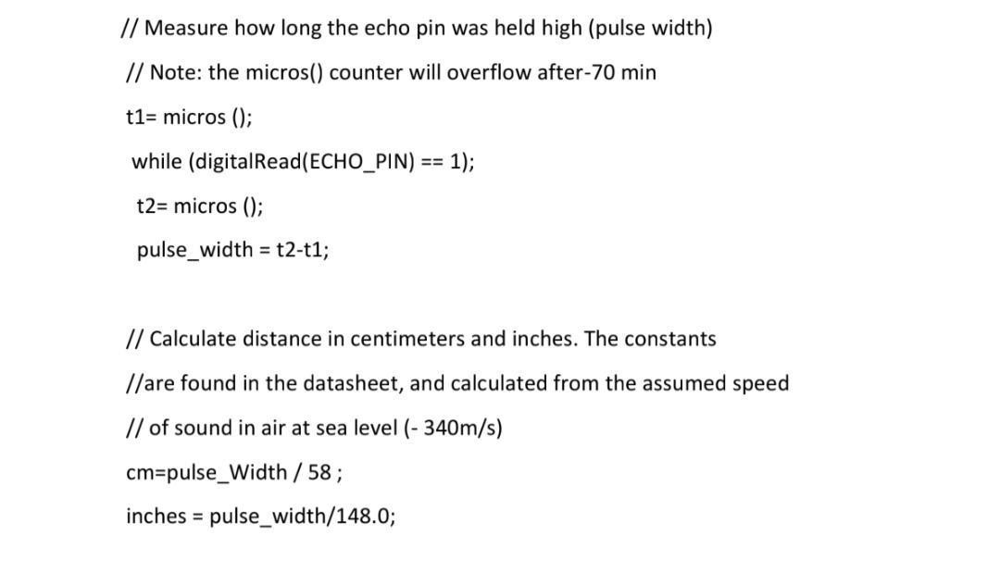 // Measure how long the echo pin was held high (pulse width)
// Note: the micros() counter will overflow after-70 min
t1= micros ();
while (digitalRead(ECHO_PIN) == 1);
t2= micros ();
pulse_width = t2-t1;
// Calculate distance in centimeters and inches. The constants
//are found in the datasheet, and calculated from the assumed speed
// of sound in air at sea level (- 340m/s)
cm=pulse_Width / 58 ;
inches = pulse_width/148.0;